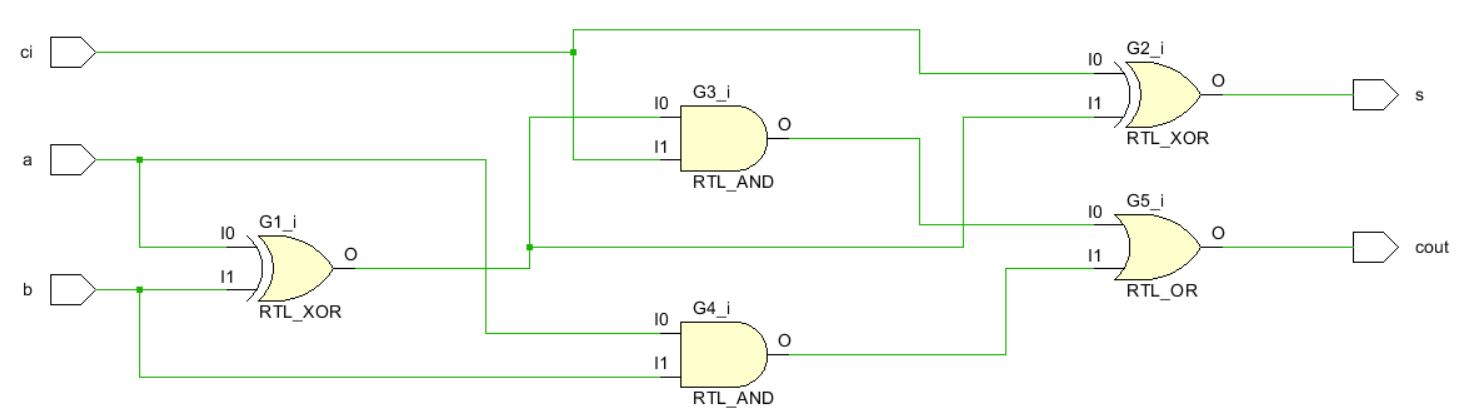 ci
a
b
G1_i
I0
I1
O
RTL_XOR
G3_i
I0
I1
O
RTL_AND
G4_i
I0
I1
O
RTL_AND
G2_i
I0
I1
O
RTL_XOR
G5_i
I0
I1
O
RTL_OR
s
cout